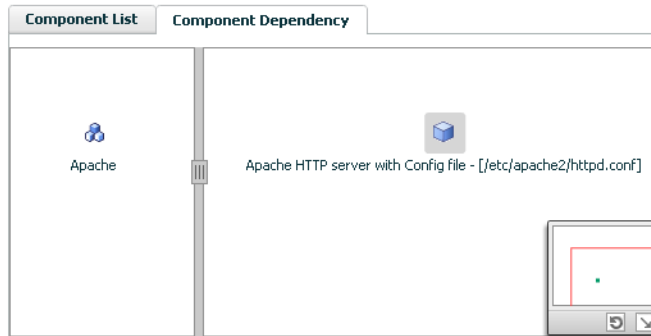 Component List
Component Dependency
Apache
Apache HTTP server with Config file - [/etc/apache2/httpd.conf]